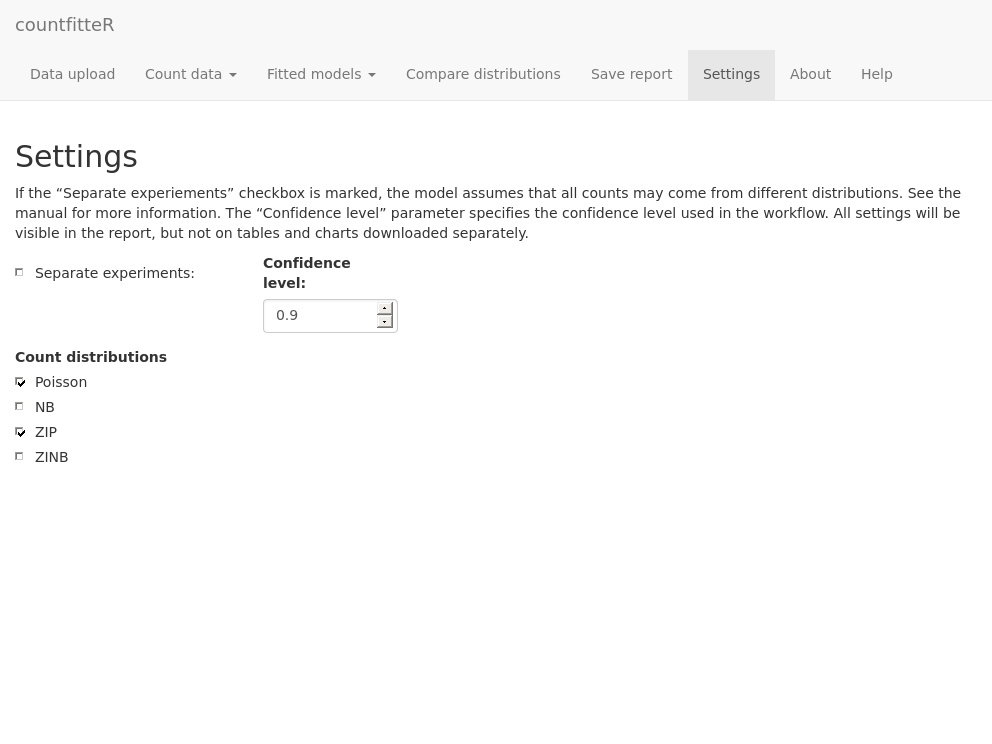 countfitteR
Data upload Count data Fitted models Compare distributions Save report Settings About Help
Settings
If the “Separate experiements” checkbox is marked, the model assumes that all counts may come from different distributions. See the
manual for more information. The “Confidence level” parameter specifies the confidence level used in the workflow. All settings will be
visible in the report, but not on tables and charts downloaded separately.
Separate experiments:
Confidence
level:
0.9
Count distributions
Poisson
NB
ZIP
ZINB